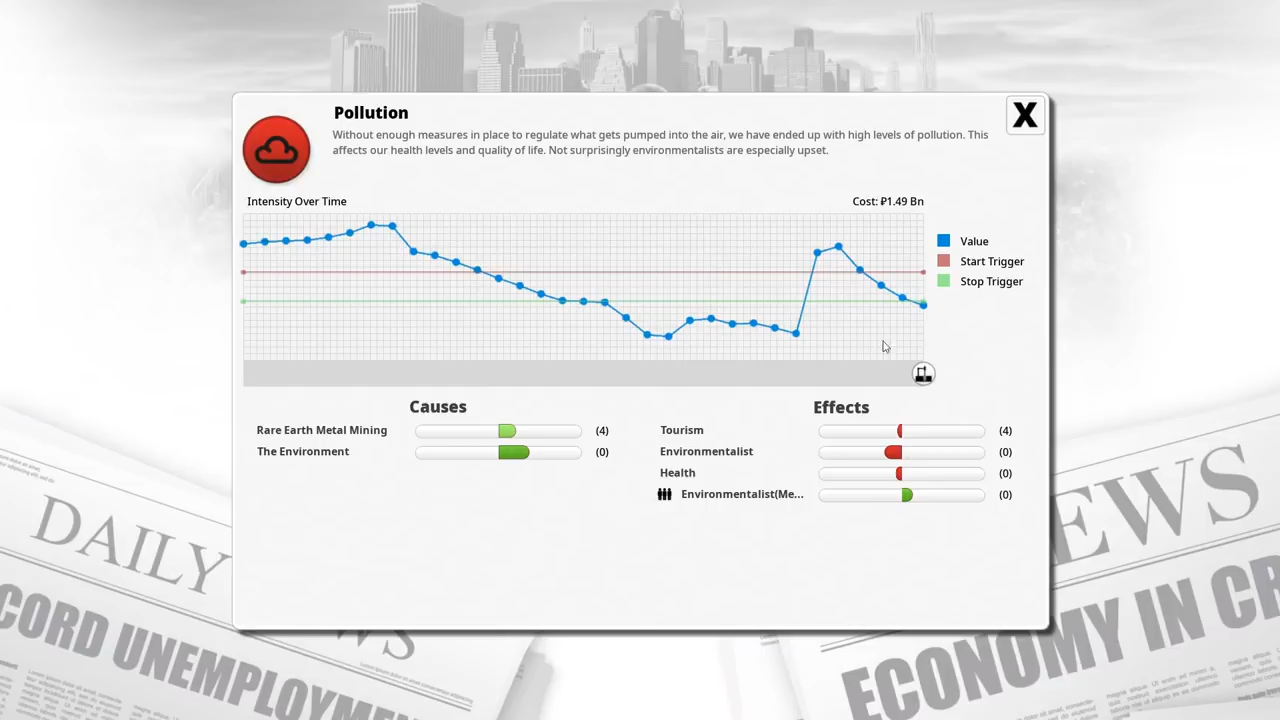 Pollution
Without enough measures in place to regulate what gets pumped into the air, we have ended up with high levels of pollution. This
affects our health levels and quality of life. Not surprisingly environmentalists are especially upset.
X
Intensity Over Time
Cost: ₽1.49 Bn
Value
Start Trigger
Stop Trigger
Causes
Rare Earth Metal Mining (4)
The Environment (0)
Effects
Tourism (4)
Environmentalist (0)
Health (0)
Environmentalist(Me... (0)
DAILY
WS
CORD UNEMPLOYME
EWS
ECONOMY IN CR